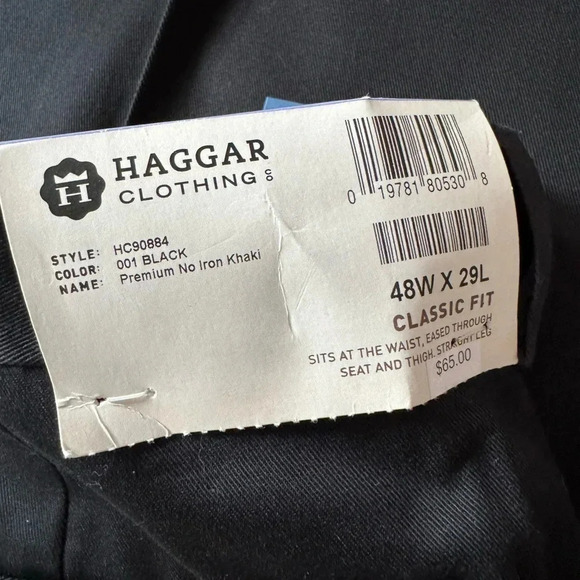 H
HAGGAR
CLOTHING CO
0 19781 80530 8
STYLE: HC90884
COLOR: 001 BLACK
NAME: Premium No Iron Khaki
48W X 29L
CLASSIC FIT
SITS AT THE WAIST, EASED THROUGH
SEAT AND THIGH. STRAIGHT LEG
$65.00